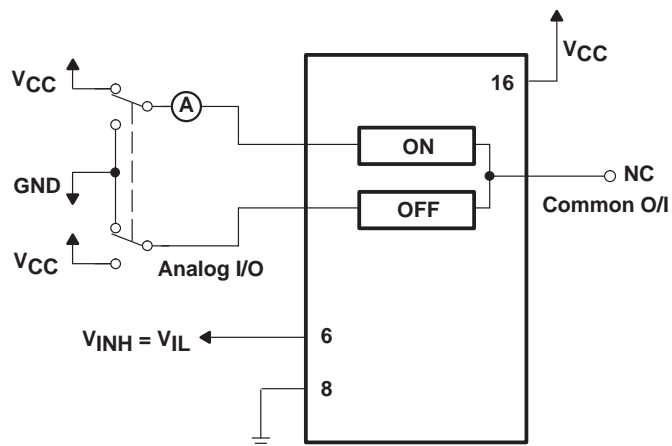 VCC
A
GND
VCC
Analog I/O
VINH = VIL
16
VCC
ON
OFF
NC
Common O/I
6
8